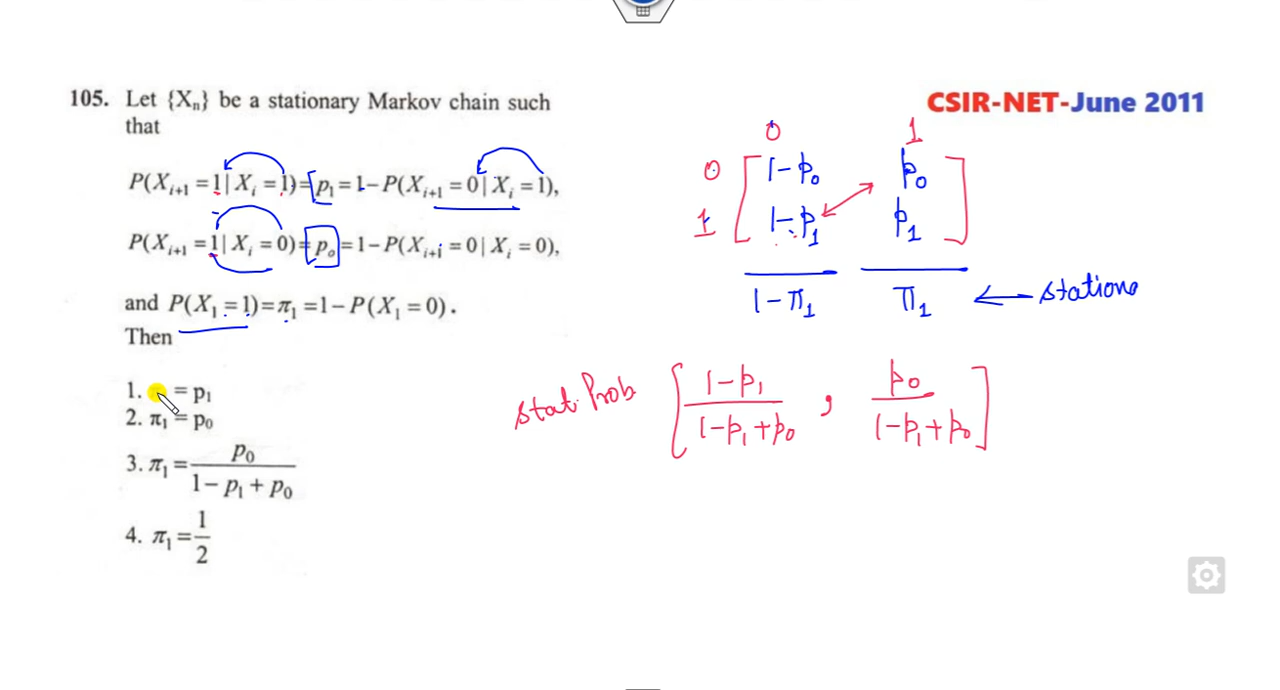 105. Let {Xₙ} be a stationary Markov chain such
that
P(Xᵢ₊₁ = 1 | Xᵢ = 1) = p₁ = 1 − P(Xᵢ₊₁ = 0 | Xᵢ = 1),
P(Xᵢ₊₁ = 1 | Xᵢ = 0) = p₀ = 1 − P(Xᵢ₊ᵢ = 0 | Xᵢ = 0),
and P(X₁ = 1) = π₁ = 1 − P(X₁ = 0).
Then
1. = p₁
2. π₁ = p₀
3. π₁ = p₀ / (1 − p₁ + p₀)
4. π₁ = 1/2
CSIR-NET-June 2011
0 1
0 [ 1-p₀ p₀ ]
1 [ 1-p₁ p₁ ]
1-π₁ π₁ ← stationa
stat. Prob [ (1-p₁)/(1-p₁+p₀) , p₀/(1-p₁+p₀) ]